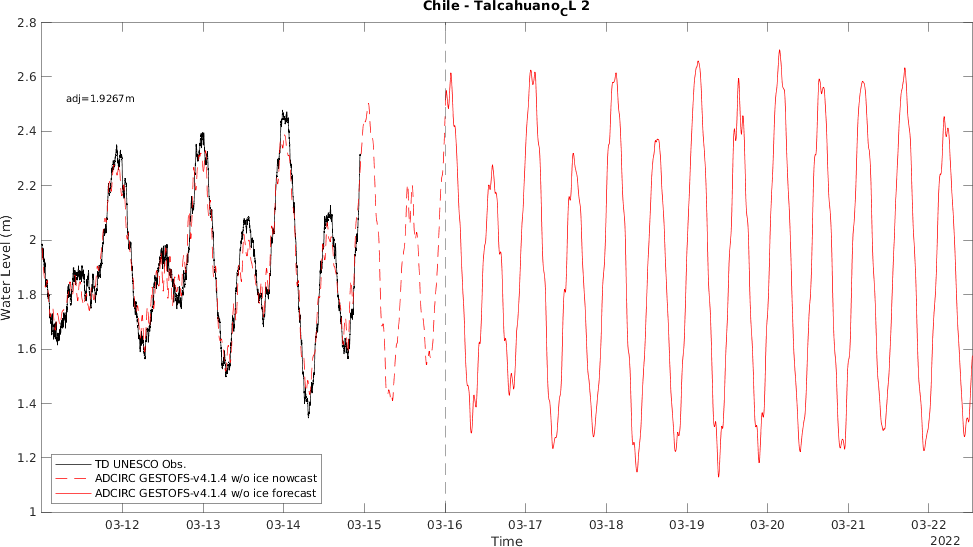 Chile - Talcahuano_CL 2
2.8
2.6
adj=1.9267m
2.4
2.2
2
Water Level (m)
1.8
1.6
1.4
1.2
1
TD UNESCO Obs.
ADCIRC GESTOFS-v4.1.4 w/o ice nowcast
ADCIRC GESTOFS-v4.1.4 w/o ice forecast
03-12 03-13 03-14 03-15 03-16 03-17 03-18 03-19 03-20 03-21 03-22
Time
2022